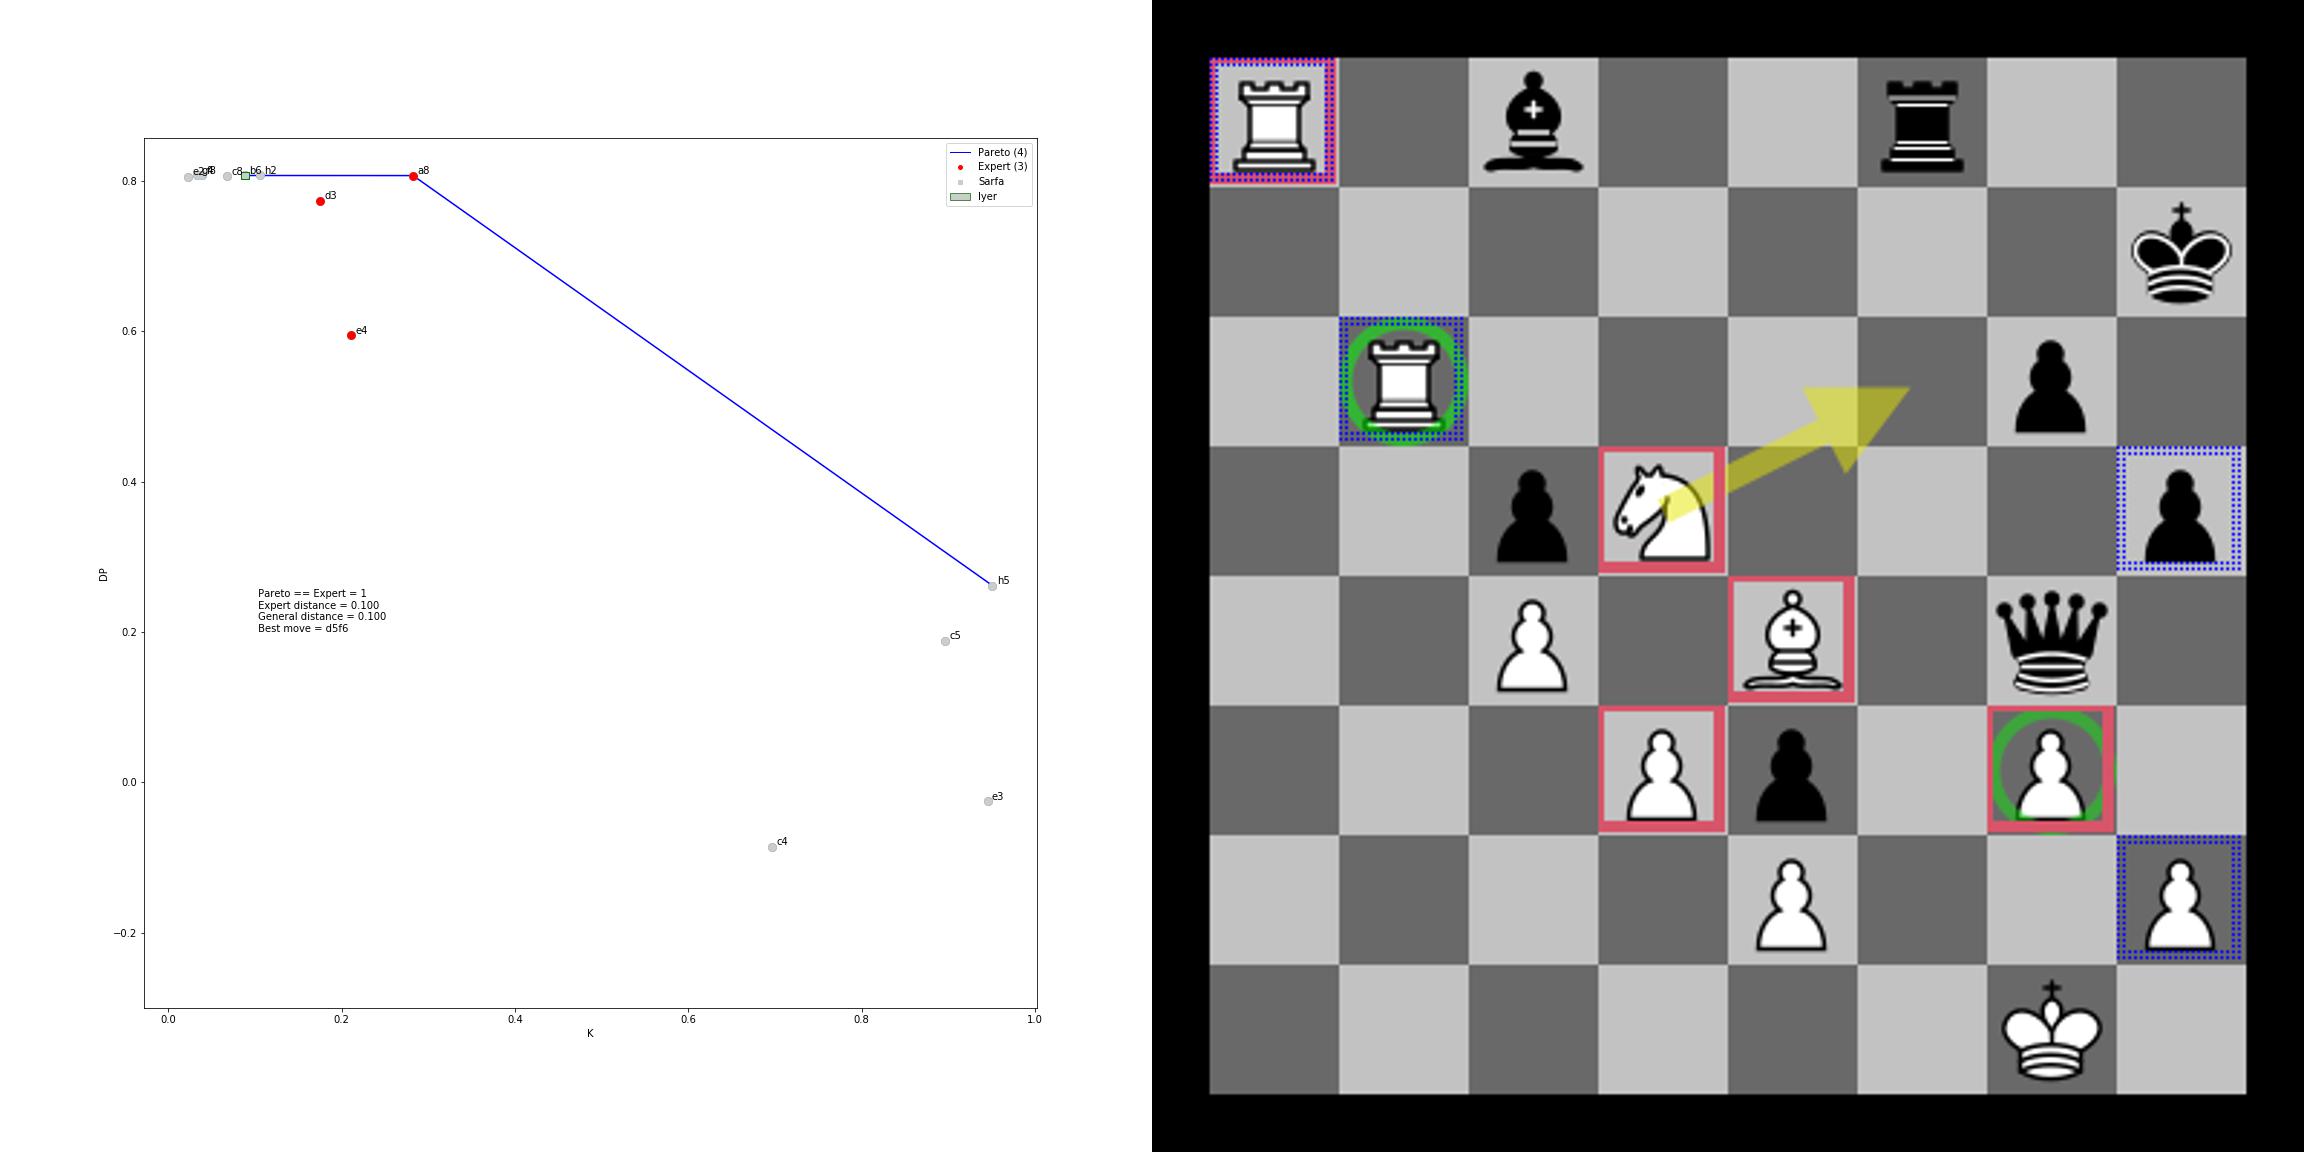 Pareto (4)
Expert (3)
Sarfa
Iyer
0.8
0.6
0.4
0.2
0.0
−0.2
DP
c8
b6
h2
a8
d3
e4
h5
c5
e3
c4
Pareto == Expert = 1
Expert distance = 0.100
General distance = 0.100
Best move = d5f6
0.0
0.2
0.4
0.6
0.8
1.0
K